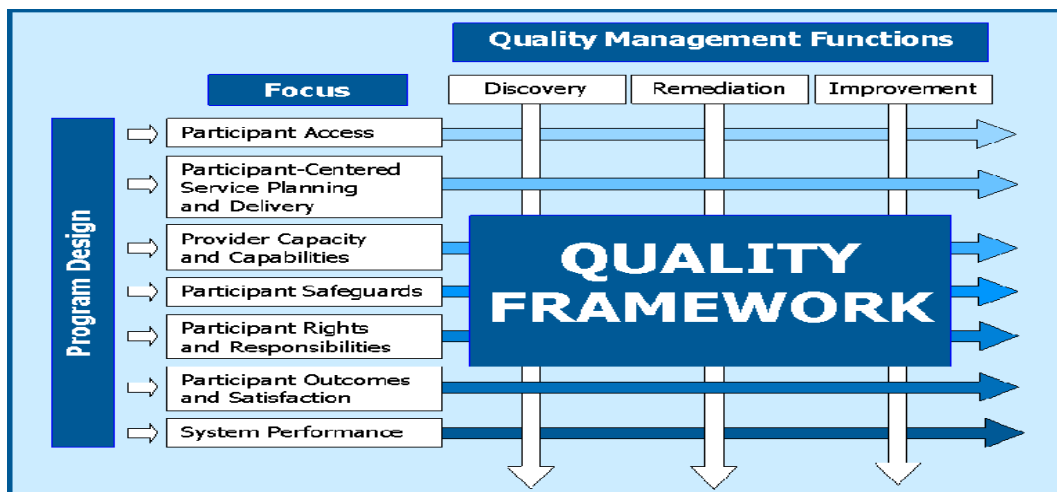 Quality Management Functions
Focus
Discovery
Remediation
Improvement
Program Design
Participant Access
Participant-Centered
Service Planning
and Delivery
Provider Capacity
and Capabilities
Participant Safeguards
Participant Rights
and Responsibilities
Participant Outcomes
and Satisfaction
System Performance
QUALITY
FRAMEWORK